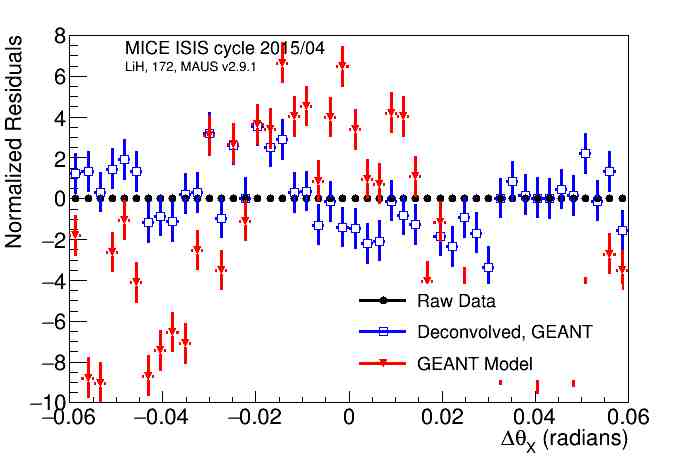 MICE ISIS cycle 2015/04
LiH, 172, MAUS v2.9.1
Normalized Residuals
8
6
4
2
0
−2
−4
−6
−8
−10
Raw Data
Deconvolved, GEANT
GEANT Model
−0.06 −0.04 −0.02 0 0.02 0.04 0.06
Δθ_X (radians)